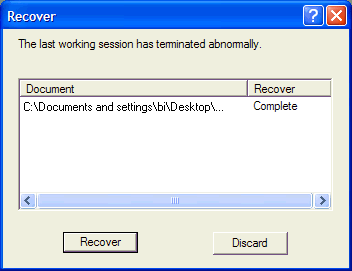 Recover
The last working session has terminated abnormally.
Document Recover
C:\Documents and settings\bi\Desktop\... Complete
Recover Discard